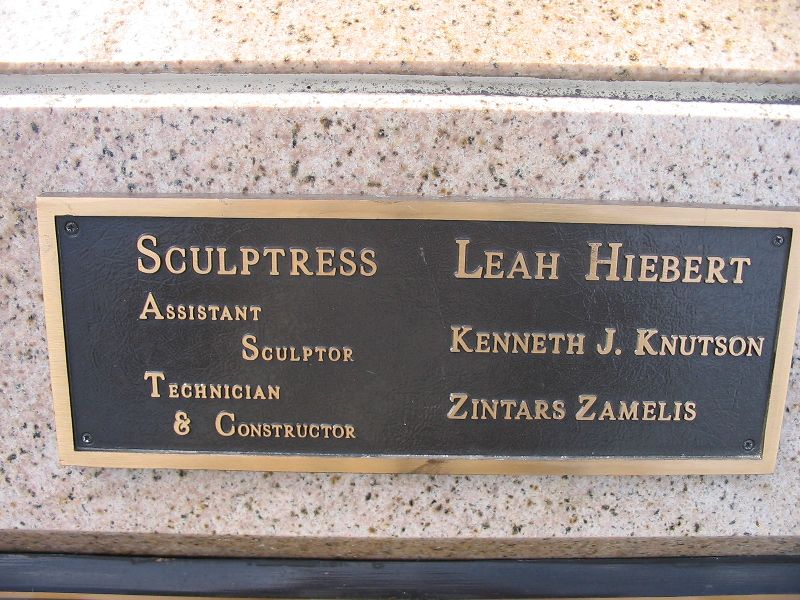 SCULPTRESS LEAH HIEBERT
ASSISTANT
SCULPTOR KENNETH J. KNUTSON
TECHNICIAN
& CONSTRUCTOR ZINTARS ZAMELIS